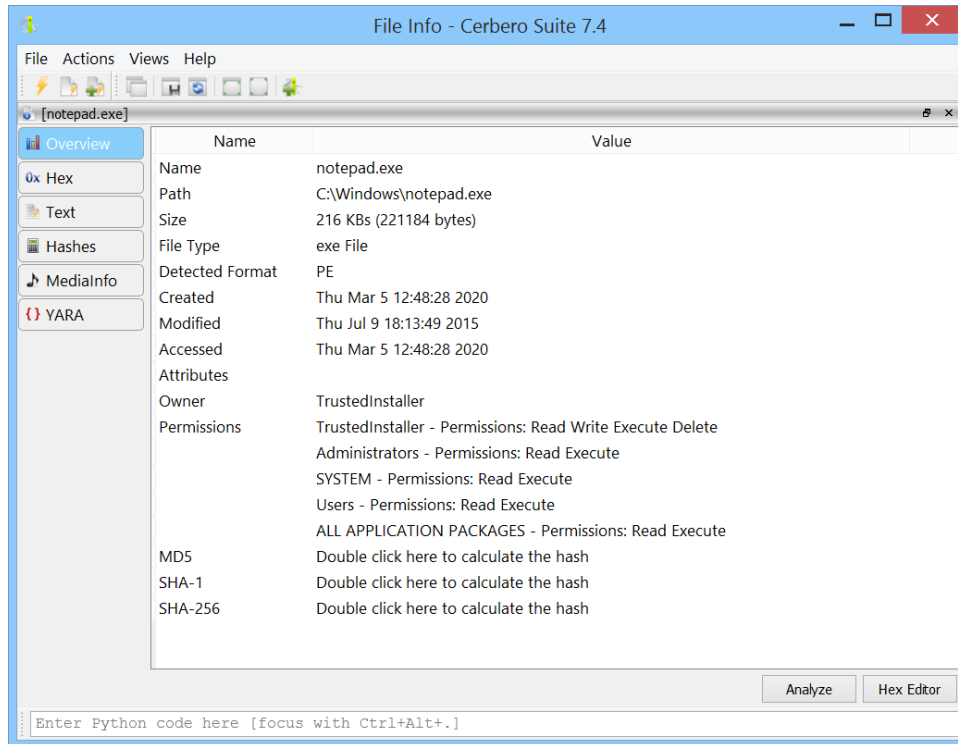 File Info - Cerbero Suite 7.4
File Actions Views Help
[notepad.exe]
Overview
0x Hex
Text
Hashes
MediaInfo
{} YARA
Name Value
Name notepad.exe
Path C:\Windows\notepad.exe
Size 216 KBs (221184 bytes)
File Type exe File
Detected Format PE
Created Thu Mar 5 12:48:28 2020
Modified Thu Jul 9 18:13:49 2015
Accessed Thu Mar 5 12:48:28 2020
Attributes
Owner TrustedInstaller
Permissions TrustedInstaller - Permissions: Read Write Execute Delete
Administrators - Permissions: Read Execute
SYSTEM - Permissions: Read Execute
Users - Permissions: Read Execute
ALL APPLICATION PACKAGES - Permissions: Read Execute
MD5 Double click here to calculate the hash
SHA-1 Double click here to calculate the hash
SHA-256 Double click here to calculate the hash
Analyze Hex Editor
Enter Python code here [focus with Ctrl+Alt+.]